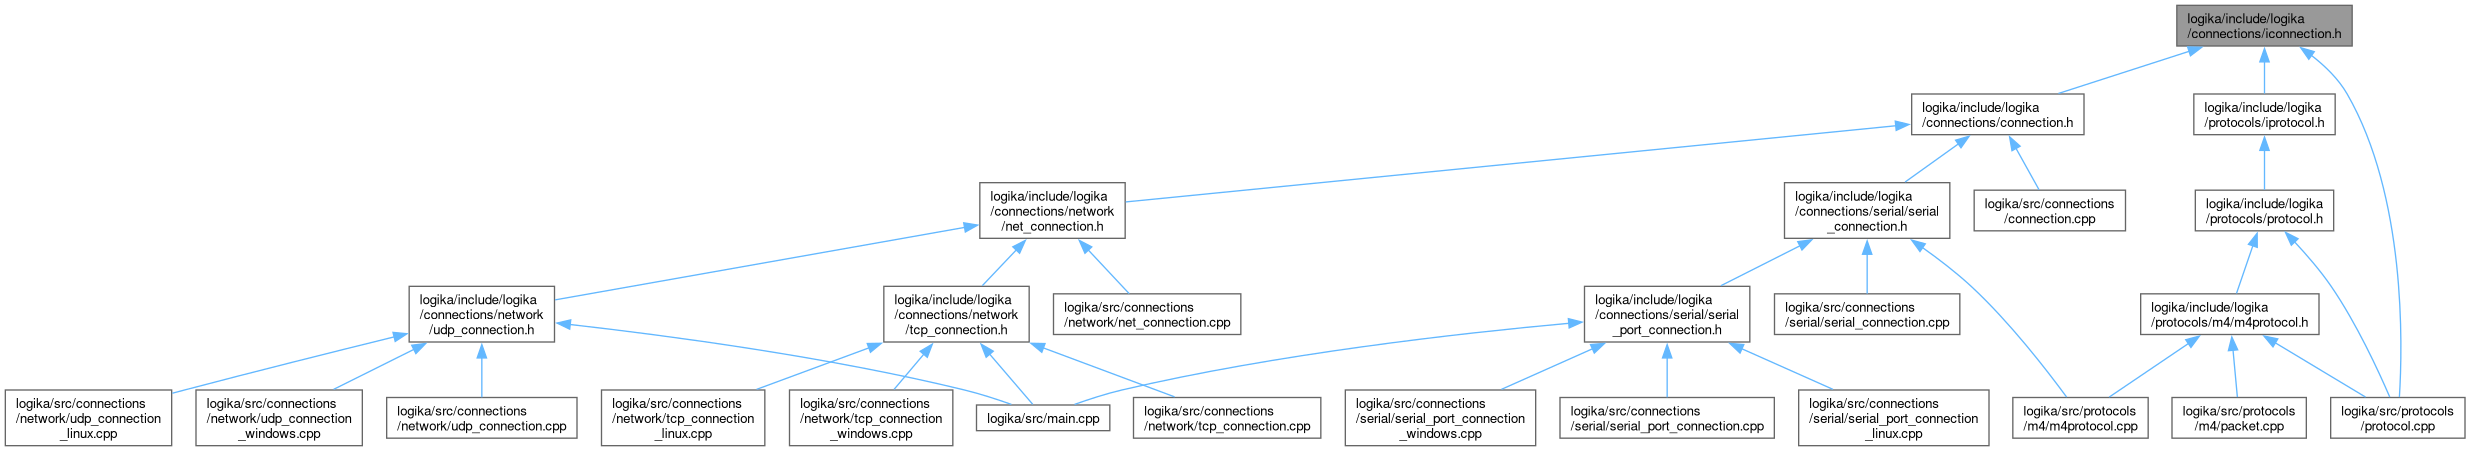 logika/include/logika
/connections/iconnection.h
logika/include/logika
/connections/connection.h
logika/include/logika
/protocols/iprotocol.h
logika/include/logika
/connections/network
/net_connection.h
logika/include/logika
/connections/serial/serial
_connection.h
logika/src/connections
/connection.cpp
logika/include/logika
/protocols/protocol.h
logika/include/logika
/connections/network
/udp_connection.h
logika/include/logika
/connections/network
/tcp_connection.h
logika/src/connections
/network/net_connection.cpp
logika/include/logika
/connections/serial/serial
_port_connection.h
logika/src/connections
/serial/serial_connection.cpp
logika/include/logika
/protocols/m4/m4protocol.h
logika/src/connections
/network/udp_connection
_linux.cpp
logika/src/connections
/network/udp_connection
_windows.cpp
logika/src/connections
/network/udp_connection.cpp
logika/src/connections
/network/tcp_connection
_linux.cpp
logika/src/connections
/network/tcp_connection
_windows.cpp
logika/src/main.cpp
logika/src/connections
/network/tcp_connection.cpp
logika/src/connections
/serial/serial_port_connection
_windows.cpp
logika/src/connections
/serial/serial_port_connection.cpp
logika/src/connections
/serial/serial_port_connection
_linux.cpp
logika/src/protocols
/m4/m4protocol.cpp
logika/src/protocols
/m4/packet.cpp
logika/src/protocols
/protocol.cpp